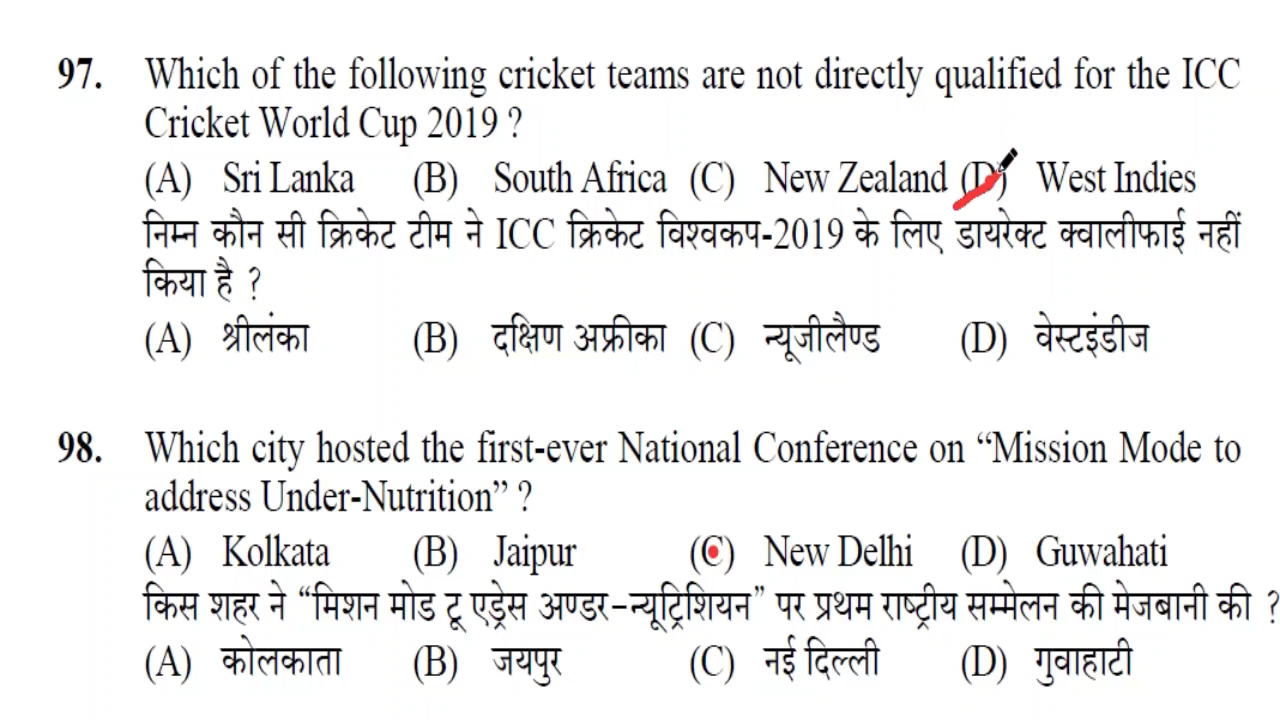 97. Which of the following cricket teams are not directly qualified for the ICC
Cricket World Cup 2019 ?
(A) Sri Lanka (B) South Africa (C) New Zealand (D) West Indies
निम्न कौन सी क्रिकेट टीम ने ICC क्रिकेट विश्वकप-2019 के लिए डायरेक्ट क्वालीफाई नहीं
किया है ?
(A) श्रीलंका (B) दक्षिण अफ्रीका (C) न्यूजीलैण्ड (D) वेस्टइंडीज
98. Which city hosted the first-ever National Conference on “Mission Mode to
address Under-Nutrition” ?
(A) Kolkata (B) Jaipur (C) New Delhi (D) Guwahati
किस शहर ने “मिशन मोड टू एड्रेस अण्डर-न्यूट्रिशियन” पर प्रथम राष्ट्रीय सम्मेलन की मेजबानी की ?
(A) कोलकाता (B) जयपुर (C) नई दिल्ली (D) गुवाहाटी